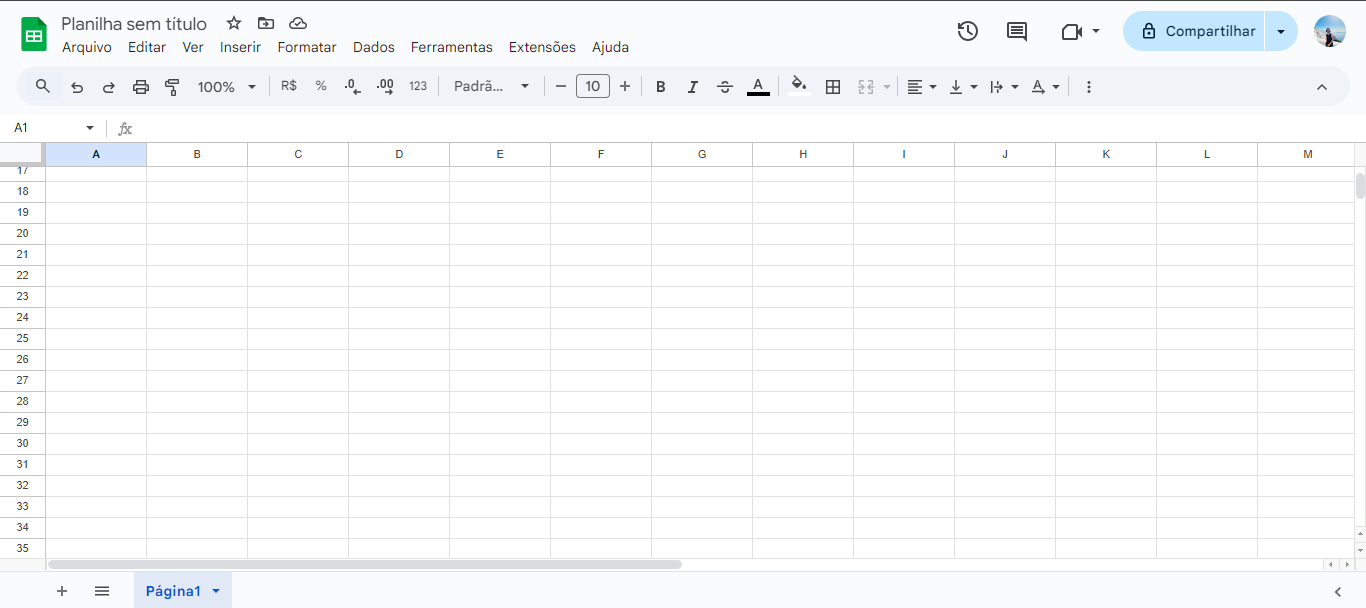 Planilha sem título
Arquivo Editar Ver Inserir Formatar Dados Ferramentas Extensões Ajuda
Compartilhar
100% R$ % .0 .00 123 Padrã... 10 B I A A
A1 fx
A B C D E F G H I J K L M
17
18
19
20
21
22
23
24
25
26
27
28
29
30
31
32
33
34
35
Página1